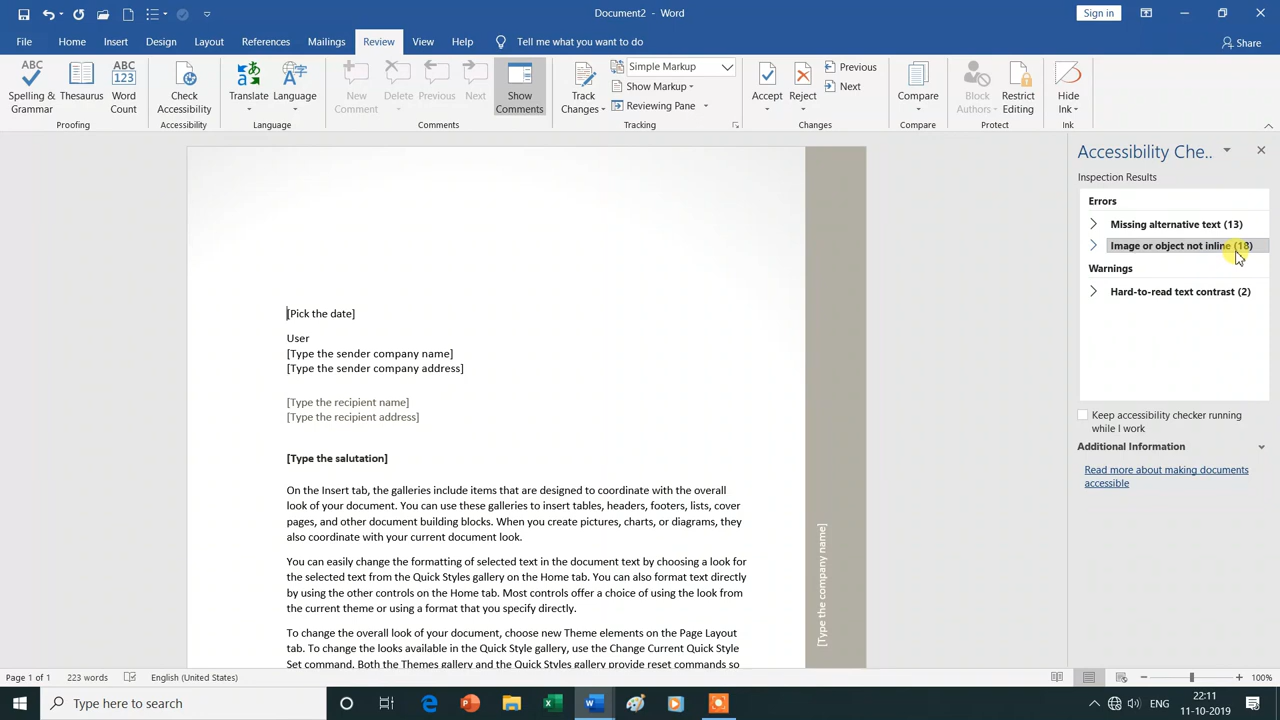 Document2 - Word
Sign in
File Home Insert Design Layout References Mailings Review View Help Tell me what you want to do
Share
ABC
Spelling & Grammar
Thesaurus
ABC 123
Word Count
Proofing
Check Accessibility
Accessibility
Translate
Language
Language
New Comment
Delete
Previous
Next
Show Comments
Comments
Track Changes
Simple Markup
Show Markup
Reviewing Pane
Tracking
Accept
Reject
Previous
Next
Changes
Compare
Compare
Block Authors
Restrict Editing
Protect
Hide Ink
Ink
[Pick the date]
User
[Type the sender company name]
[Type the sender company address]
[Type the recipient name]
[Type the recipient address]
[Type the salutation]
On the Insert tab, the galleries include items that are designed to coordinate with the overall
look of your document. You can use these galleries to insert tables, headers, footers, lists, cover
pages, and other document building blocks. When you create pictures, charts, or diagrams, they
also coordinate with your current document look.
You can easily change the formatting of selected text in the document text by choosing a look for
the selected text from the Quick Styles gallery on the Home tab. You can also format text directly
by using the other controls on the Home tab. Most controls offer a choice of using the look from
the current theme or using a format that you specify directly.
To change the overall look of your document, choose new Theme elements on the Page Layout
tab. To change the looks available in the Quick Style gallery, use the Change Current Quick Style
Set command. Both the Themes gallery and the Quick Styles gallery provide reset commands so
[Type the company name]
Accessibility Che..
Inspection Results
Errors
Missing alternative text (13)
Image or object not inline (18)
Warnings
Hard-to-read text contrast (2)
Keep accessibility checker running
while I work
Additional Information
Read more about making documents
accessible
Page 1 of 1 223 words English (United States) 100%
Type here to search
ENG
22:11
11-10-2019